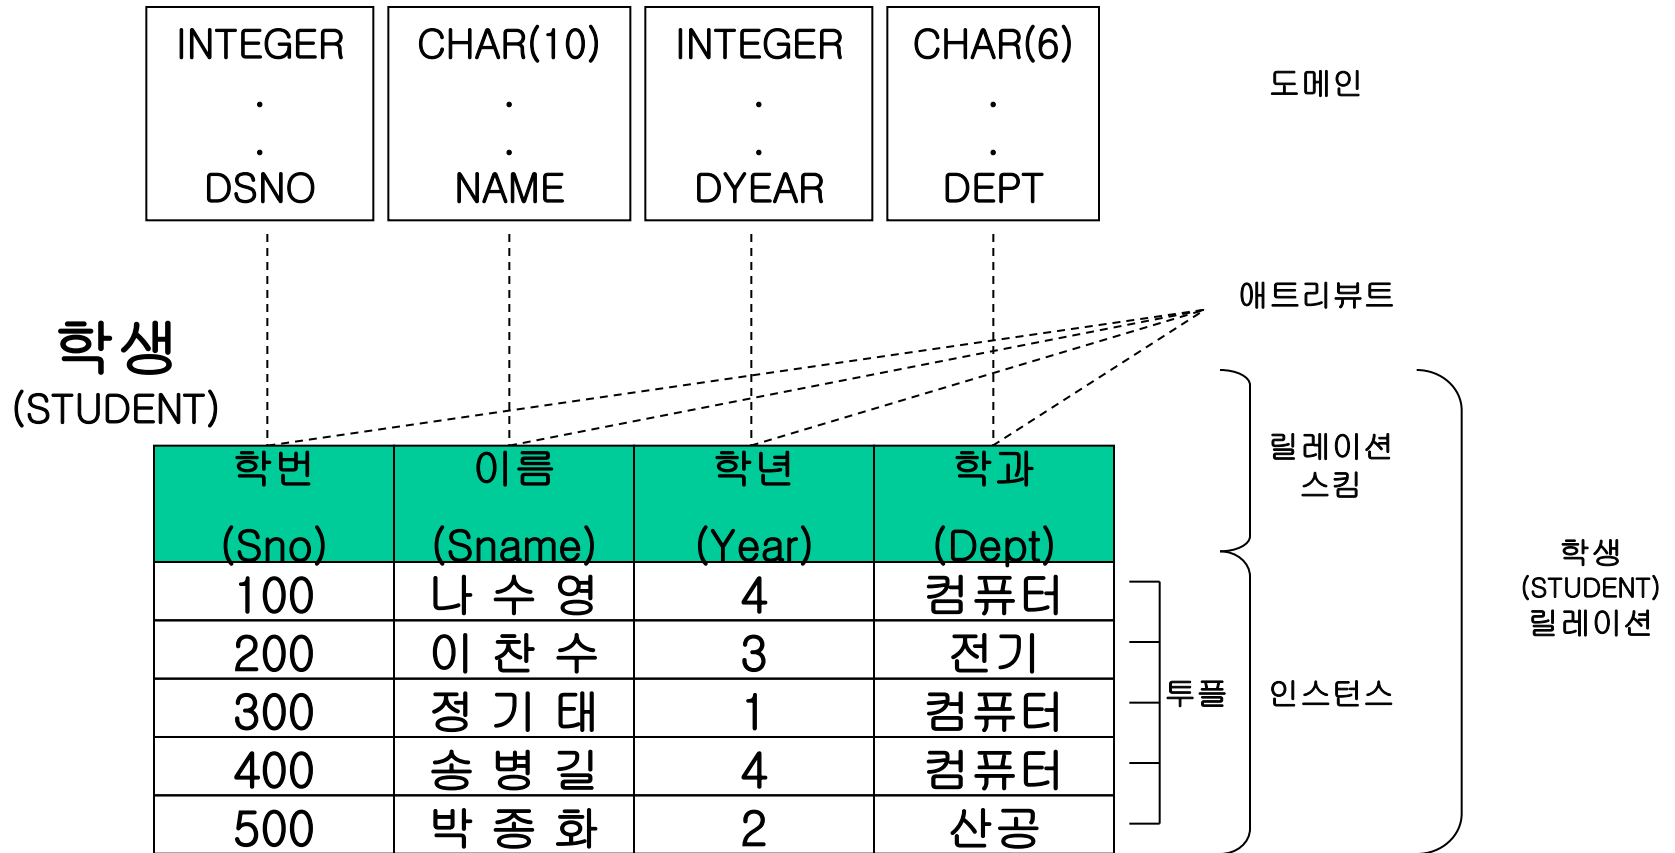 INTEGER
.
.
DSNO
CHAR(10)
.
.
NAME
INTEGER
.
.
DYEAR
CHAR(6)
.
.
DEPT
도메인
애트리뷰트
학생
(STUDENT)
학번 이름 학년 학과
(Sno) (Sname) (Year) (Dept)
100 나 수 영 4 컴퓨터
200 이 찬 수 3 전기
300 정 기 태 1 컴퓨터
400 송 병 길 4 컴퓨터
500 박 종 화 2 산공
투플
릴레이션
스킴
인스턴스
학생
(STUDENT)
릴레이션